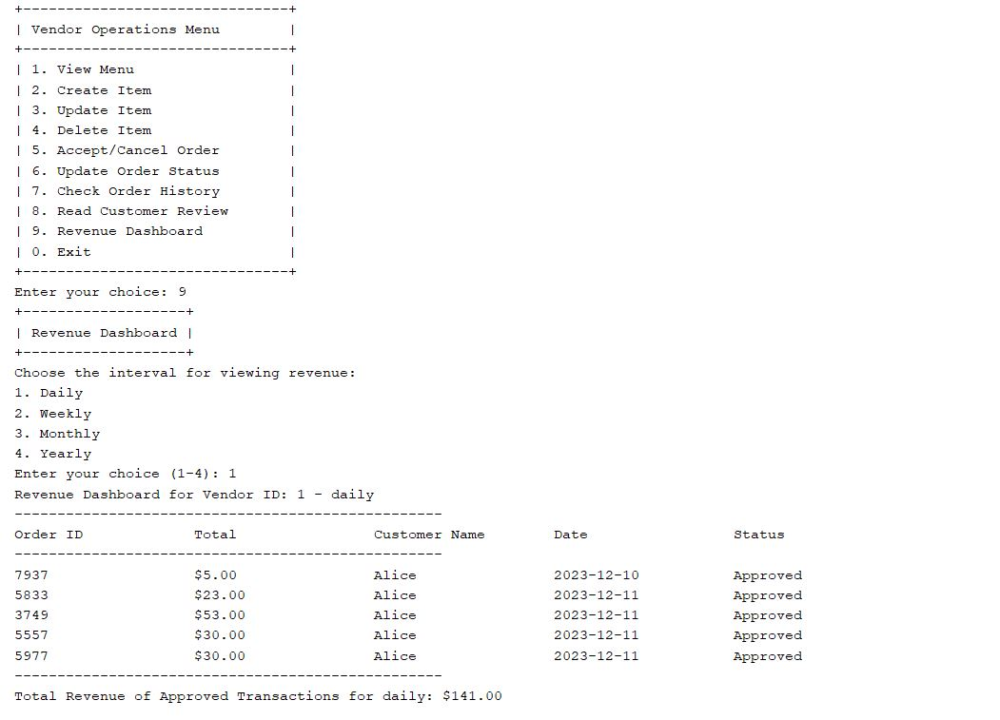 +-------------------------------+
| Vendor Operations Menu        |
+-------------------------------+
| 1. View Menu                  |
| 2. Create Item                |
| 3. Update Item                |
| 4. Delete Item                |
| 5. Accept/Cancel Order        |
| 6. Update Order Status        |
| 7. Check Order History        |
| 8. Read Customer Review       |
| 9. Revenue Dashboard          |
| 0. Exit                       |
+-------------------------------+
Enter your choice: 9
+-------------------+
| Revenue Dashboard |
+-------------------+
Choose the interval for viewing revenue:
1. Daily
2. Weekly
3. Monthly
4. Yearly
Enter your choice (1-4): 1
Revenue Dashboard for Vendor ID: 1 - daily
--------------------------------------------------
Order ID             Total                Customer Name        Date                 Status
--------------------------------------------------
7937                 $5.00                Alice                2023-12-10           Approved
5833                 $23.00               Alice                2023-12-11           Approved
3749                 $53.00               Alice                2023-12-11           Approved
5557                 $30.00               Alice                2023-12-11           Approved
5977                 $30.00               Alice                2023-12-11           Approved
--------------------------------------------------
Total Revenue of Approved Transactions for daily: $141.00